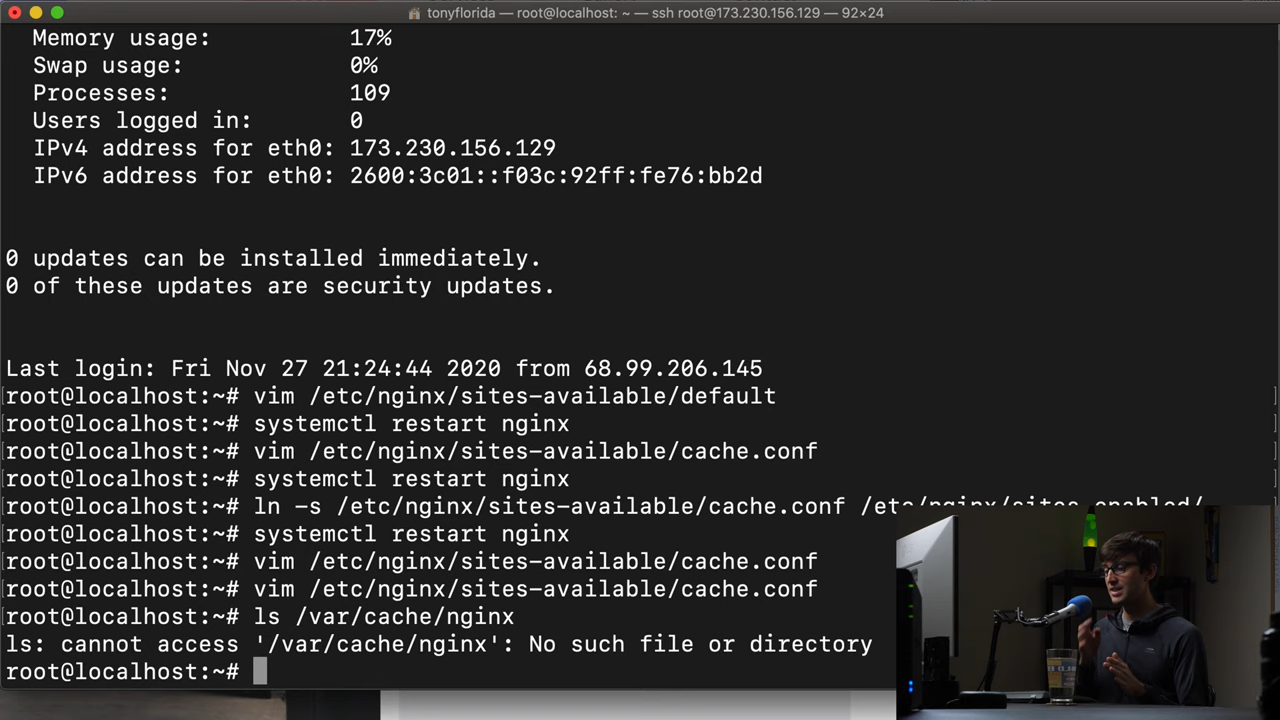 tonyflorida — root@localhost: ~ — ssh root@173.230.156.129 — 92×24
Memory usage: 17%
Swap usage: 0%
Processes: 109
Users logged in: 0
IPv4 address for eth0: 173.230.156.129
IPv6 address for eth0: 2600:3c01::f03c:92ff:fe76:bb2d
0 updates can be installed immediately.
0 of these updates are security updates.
Last login: Fri Nov 27 21:24:44 2020 from 68.99.206.145
[root@localhost:~# vim /etc/nginx/sites-available/default ]
[root@localhost:~# systemctl restart nginx ]
[root@localhost:~# vim /etc/nginx/sites-available/cache.conf ]
[root@localhost:~# systemctl restart nginx ]
[root@localhost:~# ln -s /etc/nginx/sites-available/cache.conf /etc/nginx/sites-enabled/
[root@localhost:~# systemctl restart nginx
[root@localhost:~# vim /etc/nginx/sites-available/cache.conf
[root@localhost:~# vim /etc/nginx/sites-available/cache.conf
[root@localhost:~# ls /var/cache/nginx
ls: cannot access '/var/cache/nginx': No such file or directory
root@localhost:~#